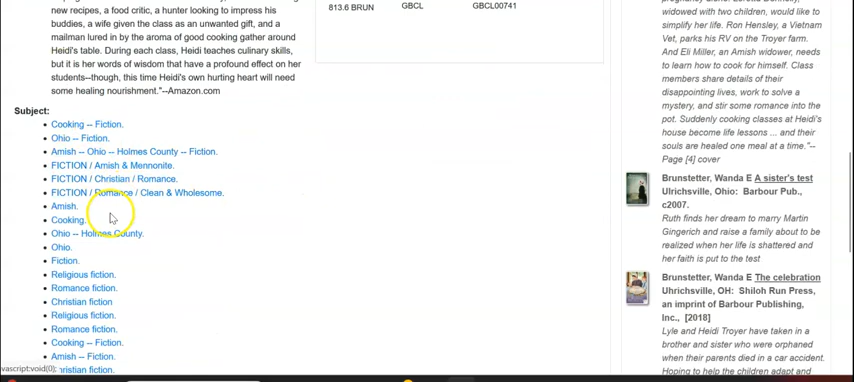 new recipes, a food critic, a hunter looking to impress his
buddies, a wife given the class as an unwanted gift, and a
mailman lured in by the aroma of good cooking gather around
Heidi's table. During each class, Heidi teaches culinary skills,
but it is her words of wisdom that have a profound effect on her
students--though, this time Heidi's own hurting heart will need
some healing nourishment."--Amazon.com
Subject:
Cooking -- Fiction.
Ohio -- Fiction.
Amish -- Ohio -- Holmes County -- Fiction.
FICTION / Amish & Mennonite.
FICTION / Christian / Romance.
FICTION / Romance / Clean & Wholesome.
Amish.
Cooking.
Ohio -- Holmes County.
Ohio.
Fiction.
Religious fiction.
Romance fiction.
Christian fiction
Religious fiction.
Romance fiction.
Cooking -- Fiction.
Amish -- Fiction.
hristian fiction.
vascript:void(0);
813.6 BRUN GBCL GBCL00741
widowed with two children, would like to
simplify her life. Ron Hensley, a Vietnam
Vet, parks his RV on the Troyer farm.
And Eli Miller, an Amish widower, needs
to learn how to cook for himself. Class
members share details of their
disappointing lives, work to solve a
mystery, and stir some romance into the
pot. Suddenly cooking classes at Heidi's
house become life lessons ... and their
souls are healed one meal at a time."--
Page [4] cover
Brunstetter, Wanda E A sister's test
Ulrichsville, Ohio: Barbour Pub.,
c2007.
Ruth finds her dream to marry Martin
Gingerich and raise a family about to be
realized when her life is shattered and
her faith is put to the test
Brunstetter, Wanda E The celebration
Uhrichsville, OH: Shiloh Run Press,
an imprint of Barbour Publishing,
Inc., [2018]
Lyle and Heidi Troyer have taken in a
brother and sister who were orphaned
when their parents died in a car accident.
Hoping to help the children adapt and